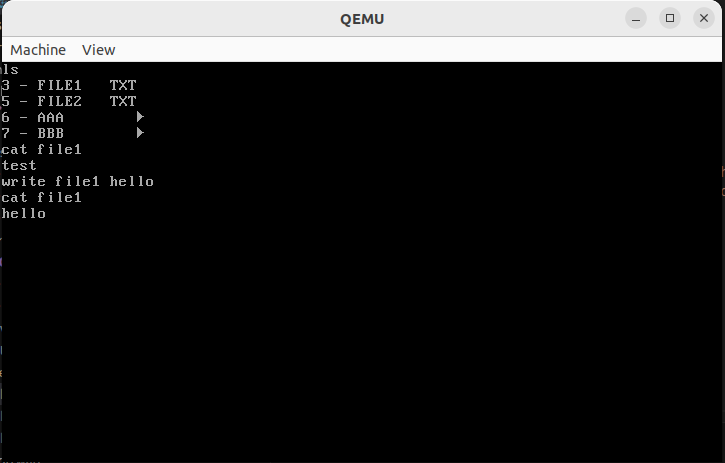 QEMU
Machine View
ls
3 - FILE1   TXT
5 - FILE2   TXT
6 - AAA
7 - BBB
cat file1
test
write file1 hello
cat file1
hello